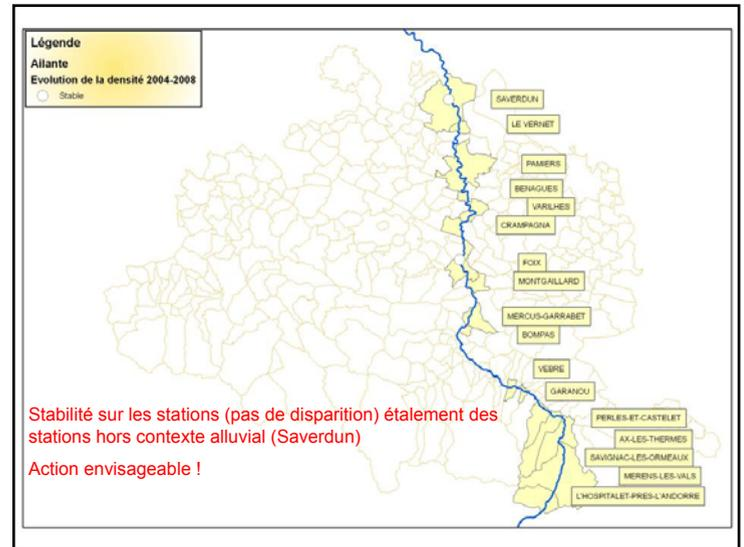 Légende
Ailante
Evolution de la densité 2004-2008
Stable
SAVERDUN
LE VERNET
PAMIERS
BENAGUES
VARILHES
CRAMPAGNA
FOIX
MONTGAILLARD
MERCUS-GARRABET
BOMPAS
VEBRE
GARANOU
PERLES-ET-CASTELET
AX-LES-THERMES
SAVIGNAC-LES-ORMEAUX
MERENS-LES-VALS
L'HOSPITALET-PRES-L'ANDORRE
Stabilité sur les stations (pas de disparition) étalement des
stations hors contexte alluvial (Saverdun)
Action envisageable !